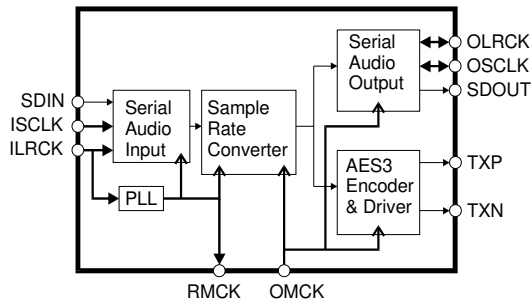 Serial
Audio
Output
OLRCK
OSCLK
SDOUT
SDIN
ISCLK
ILRCK
Serial
Audio
Input
Sample
Rate
Converter
AES3
Encoder
& Driver
TXP
TXN
PLL
RMCK
OMCK